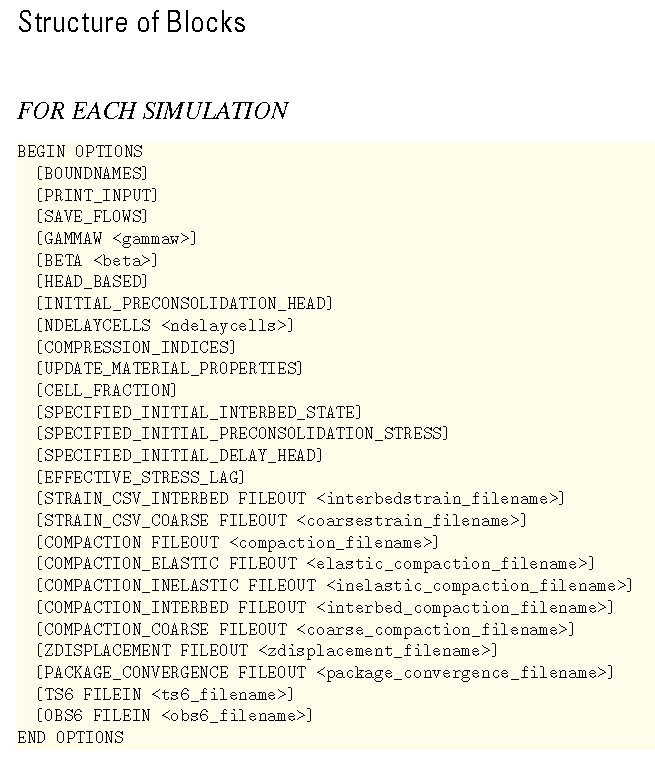 Structure of Blocks
FOR EACH SIMULATION
BEGIN OPTIONS
[BOUNDNAMES]
[PRINT_INPUT]
[SAVE_FLOWS]
[GAMMAW <gammaw>]
[BETA <beta>]
[HEAD_BASED]
[INITIAL_PRECONSOLIDATION_HEAD]
[NDELAYCELLS <ndelaycells>]
[COMPRESSION_INDICES]
[UPDATE_MATERIAL_PROPERTIES]
[CELL_FRACTION]
[SPECIFIED_INITIAL_INTERBED_STATE]
[SPECIFIED_INITIAL_PRECONSOLIDATION_STRESS]
[SPECIFIED_INITIAL_DELAY_HEAD]
[EFFECTIVE_STRESS_LAG]
[STRAIN_CSV_INTERBED FILEOUT <interbedstrain_filename>]
[STRAIN_CSV_COARSE FILEOUT <coarsestrain_filename>]
[COMPACTION FILEOUT <compaction_filename>]
[COMPACTION_ELASTIC FILEOUT <elastic_compaction_filename>]
[COMPACTION_INELASTIC FILEOUT <inelastic_compaction_filename>]
[COMPACTION_INTERBED FILEOUT <interbed_compaction_filename>]
[COMPACTION_COARSE FILEOUT <coarse_compaction_filename>]
[ZDISPLACEMENT FILEOUT <zdisplacement_filename>]
[PACKAGE_CONVERGENCE FILEOUT <package_convergence_filename>]
[TS6 FILEIN <ts6_filename>]
[OBS6 FILEIN <obs6_filename>]
END OPTIONS